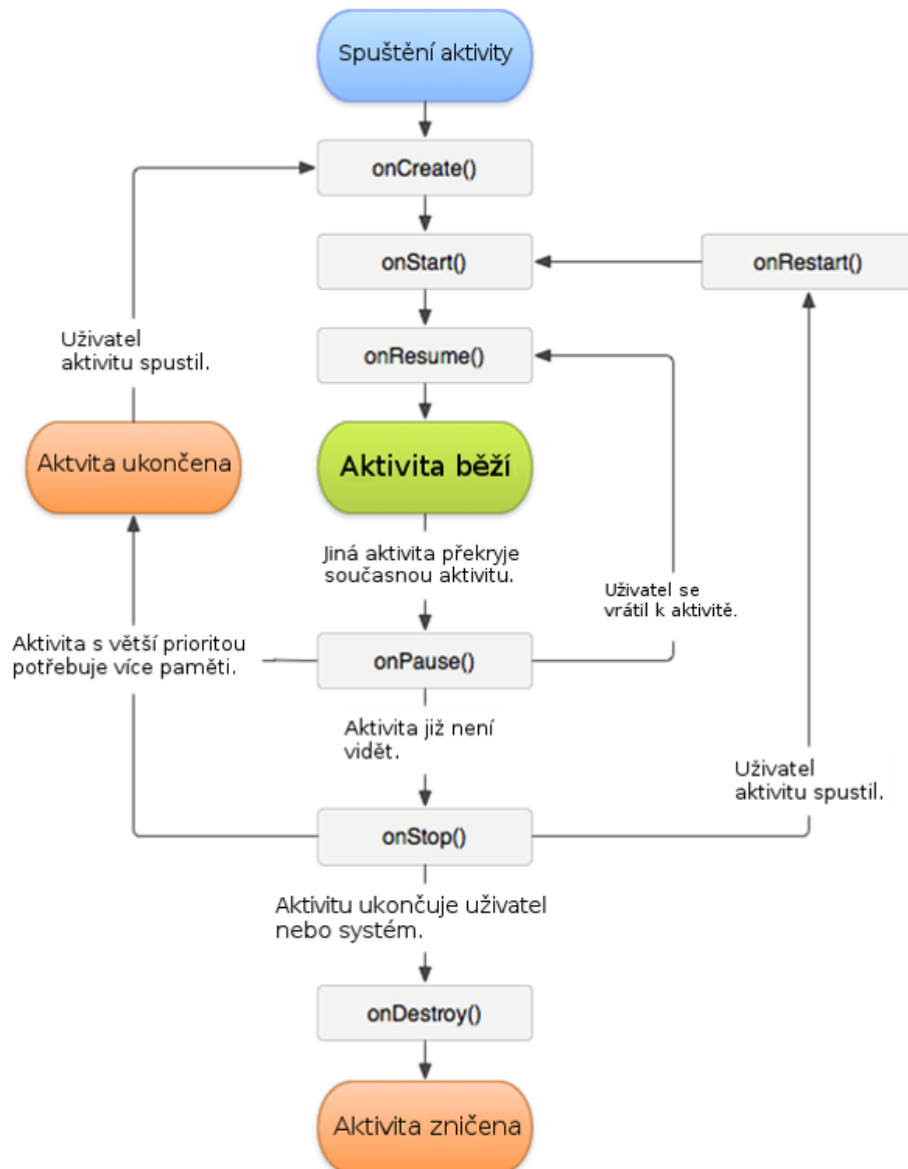 Spuštění aktivity
onCreate()
onStart()
onRestart()
Uživatel
aktivitu spustil.
onResume()
Aktvita ukončena
Aktivita běží
Jiná aktivita překryje
současnou aktivitu.
Uživatel se
vrátil k aktivitě.
Aktivita s větší prioritou
potřebuje více paměti.
onPause()
Aktivita již není
vidět.
Uživatel
aktivitu spustil.
onStop()
Aktivitu ukončuje uživatel
nebo systém.
onDestroy()
Aktivita zničena